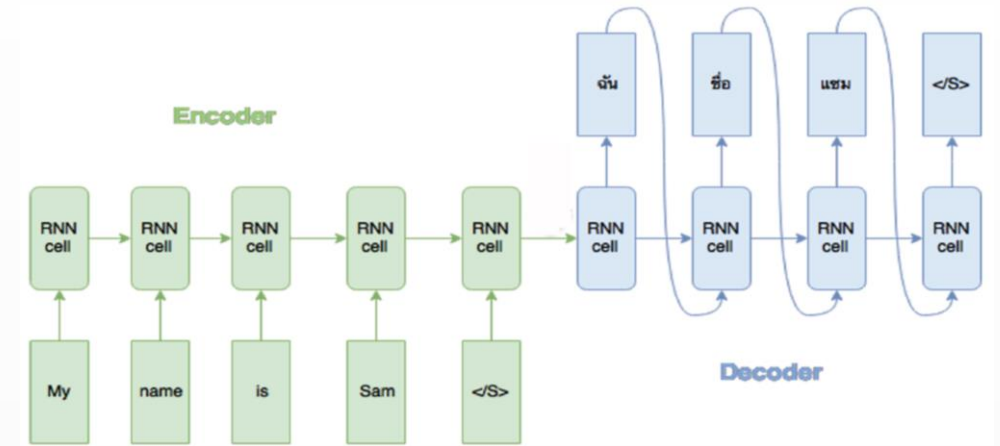 Encoder
RNN cell
RNN cell
RNN cell
RNN cell
RNN cell
My
name
is
Sam
</S>
ฉัน
ชื่อ
แซม
</S>
RNN cell
RNN cell
RNN cell
RNN cell
Decoder